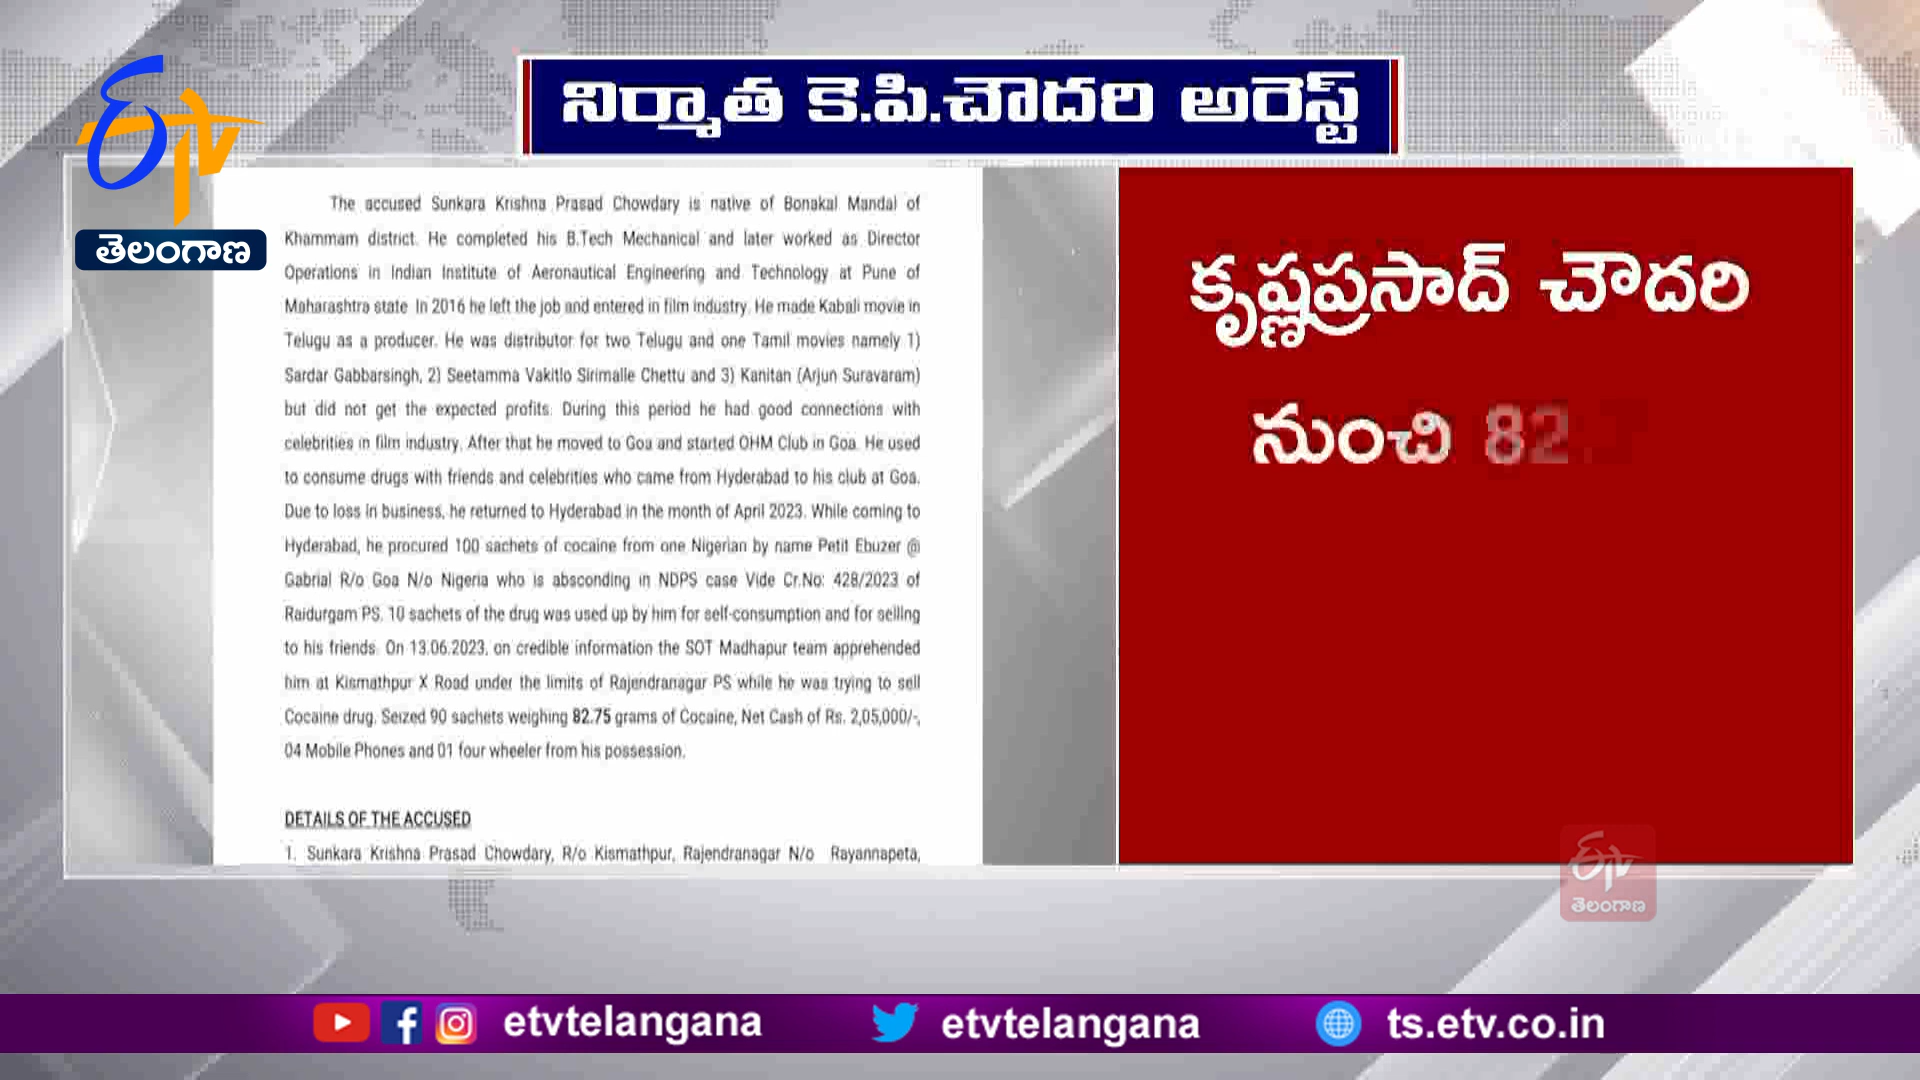 ETV
తెలంగాణ
నిర్మాత కె.పి.చౌదరి అరెస్ట్
The accused Sunkara Krishna Prasad Chowdary is native of Bonakal Mandal of
Khammam district. He completed his B.Tech Mechanical and later worked as Director
Operations in Indian Institute of Aeronautical Engineering and Technology at Pune of
Maharashtra state In 2016 he left the job and entered in film industry. He made Kabali movie in
Telugu as a producer. He was distributor for two Telugu and one Tamil movies namely 1)
Sardar Gabbarsingh, 2) Seetamma Vakitlo Sirimalle Chettu and 3) Kanitan (Arjun Suravaram)
but did not get the expected profits. During this period he had good connections with
celebrities in film industry. After that he moved to Goa and started OHM Club in Goa. He used
to consume drugs with friends and celebrities who came from Hyderabad to his club at Goa.
Due to loss in business, he returned to Hyderabad in the month of April 2023. While coming to
Hyderabad, he procured 100 sachets of cocaine from one Nigerian by name Petit Ebuzer @
Gabrial R/o Goa N/o Nigeria who is absconding in NDPS case Vide Cr.No: 428/2023 of
Raidurgam PS. 10 sachets of the drug was used up by him for self-consumption and for selling
to his friends. On 13.06.2023, on credible information the SOT Madhapur team apprehended
him at Kismathpur X Road under the limits of Rajendranagar PS while he was trying to sell
Cocaine drug. Seized 90 sachets weighing 82.75 grams of Cocaine, Net Cash of Rs. 2,05,000/-,
04 Mobile Phones and 01 four wheeler from his possession.
DETAILS OF THE ACCUSED
1. Sunkara Krishna Prasad Chowdary, R/o Kismathpur, Rajendranagar N/o Rayannapeta,
కృష్ణప్రసాద్ చౌదరి
నుంచి 82.
ETV
తెలంగాణ
etvtelangana
etvtelangana
ts.etv.co.in